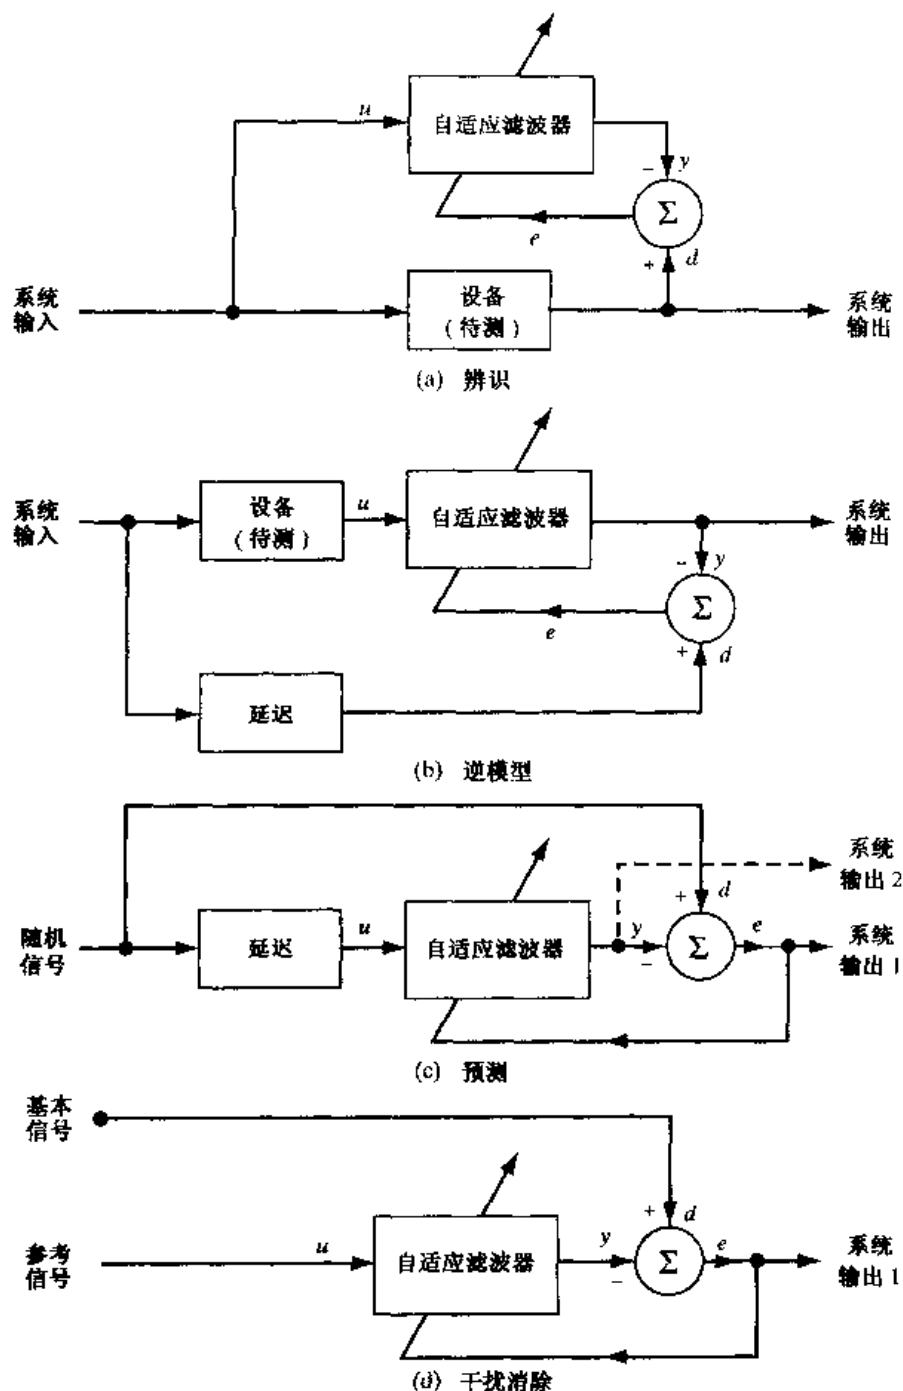 u
自适应滤波器
− y
Σ
e
+ d
系统
输入
设备
(待测)
系统
输出
(a) 辨识
系统
输入
设备
(待测)
u
自适应滤波器
系统
输出
− y
Σ
e
+ d
延迟
(b) 逆模型
系统
输出 2
+ d
随机
信号
延迟
u
自适应滤波器
y
−
Σ
e
系统
输出 1
(c) 预测
基本
信号
+ d
参考
信号
u
自适应滤波器
y
−
Σ
e
系统
输出 1
(d) 干扰消除